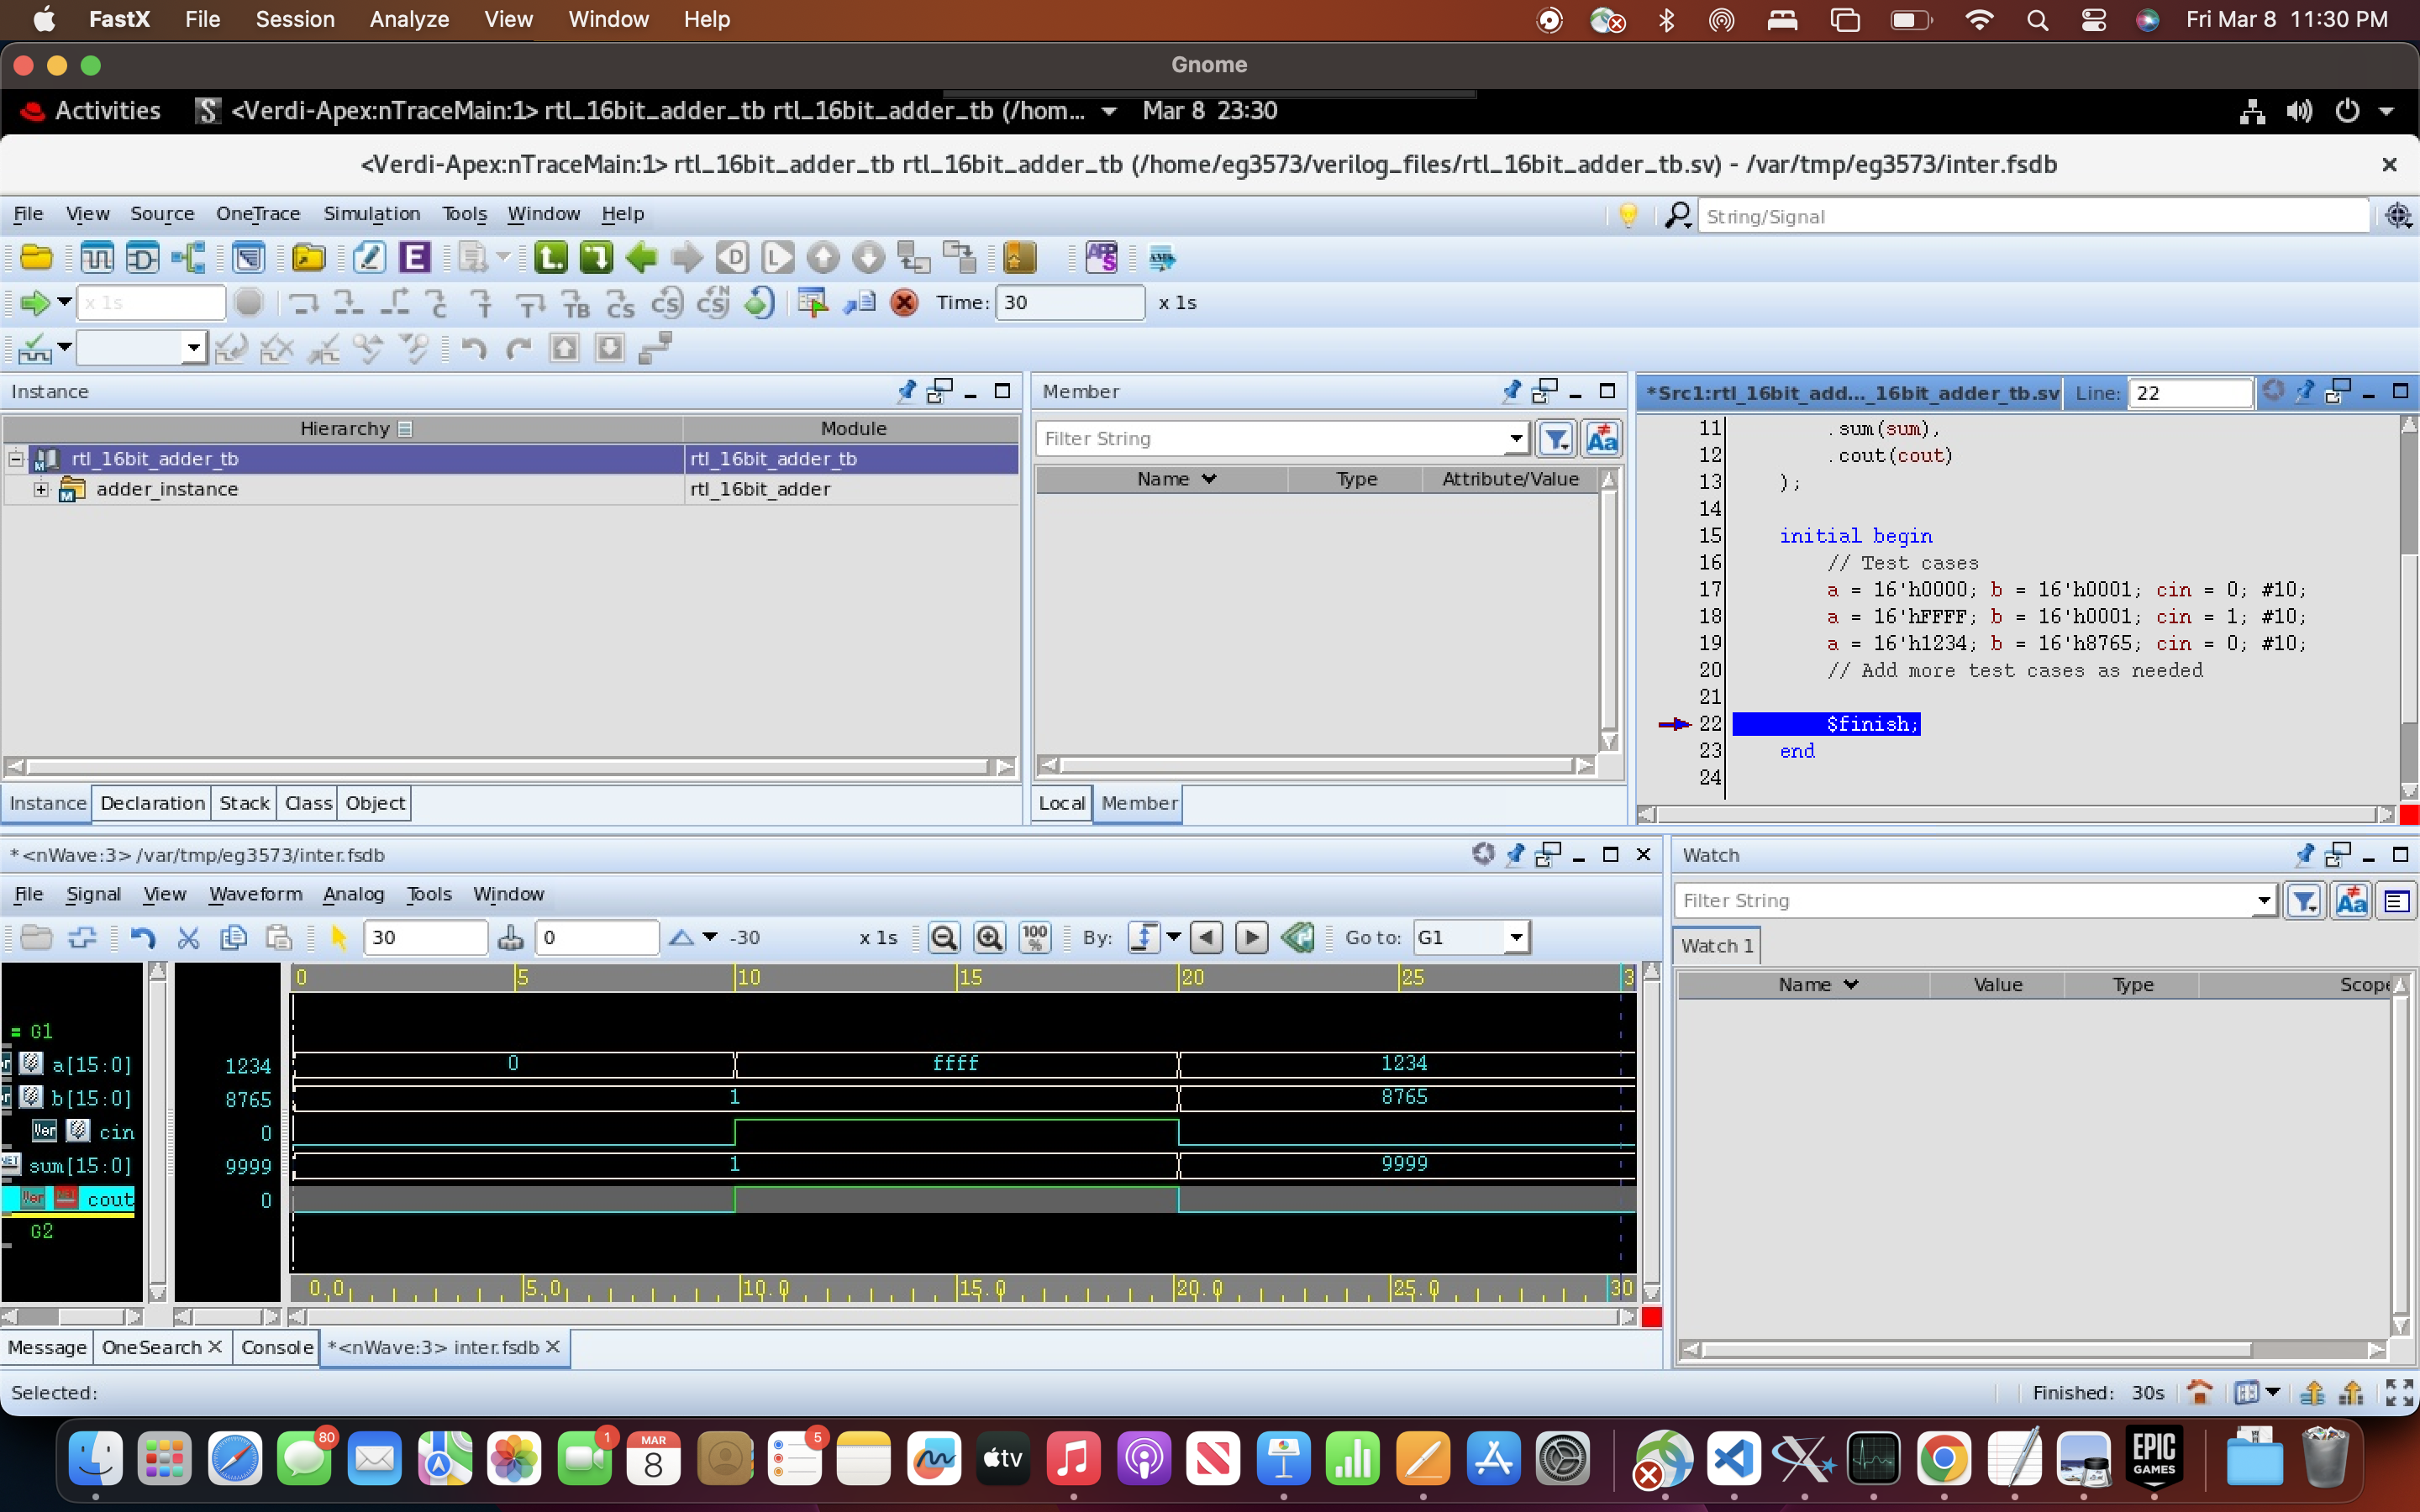 FastX File Session Analyze View Window Help Fri Mar 8 11:30 PM
Gnome
Activities <Verdi-Apex:nTraceMain:1> rtl_16bit_adder_tb rtl_16bit_adder_tb (/hom... Mar 8 23:30
<Verdi-Apex:nTraceMain:1> rtl_16bit_adder_tb rtl_16bit_adder_tb (/home/eg3573/verilog_files/rtl_16bit_adder_tb.sv) - /var/tmp/eg3573/inter.fsdb
File View Source OneTrace Simulation Tools Window Help String/Signal
x 1s Time: 30 x 1s
Instance
Hierarchy Module
rtl_16bit_adder_tb rtl_16bit_adder_tb
adder_instance rtl_16bit_adder
Instance Declaration Stack Class Object
Member
Filter String
Name Type Attribute/Value
Local Member
*Src1:rtl_16bit_add..._16bit_adder_tb.sv Line: 22
11 .sum(sum),
12 .cout(cout)
13 );
14
15 initial begin
16 // Test cases
17 a = 16'h0000; b = 16'h0001; cin = 0; #10;
18 a = 16'hFFFF; b = 16'h0001; cin = 1; #10;
19 a = 16'h1234; b = 16'h8765; cin = 0; #10;
20 // Add more test cases as needed
21
22 $finish;
23 end
24
*<nWave:3> /var/tmp/eg3573/inter.fsdb
File Signal View Waveform Analog Tools Window
30 0 -30 x 1s 100 % By: Go to: G1
0 5 10 15 20 25 3
= G1
a[15:0] 1234 0 ffff 1234
b[15:0] 8765 1 8765
cin 0
sum[15:0] 9999 1 9999
cout 0
G2
0.0 5.0 10.0 15.0 20.0 25.0 30
Message OneSearch Console *<nWave:3> inter.fsdb
Watch
Filter String
Watch 1
Name Value Type Scope
Selected: Finished: 30s
80 1 MAR 8 5 tv EPIC GAMES